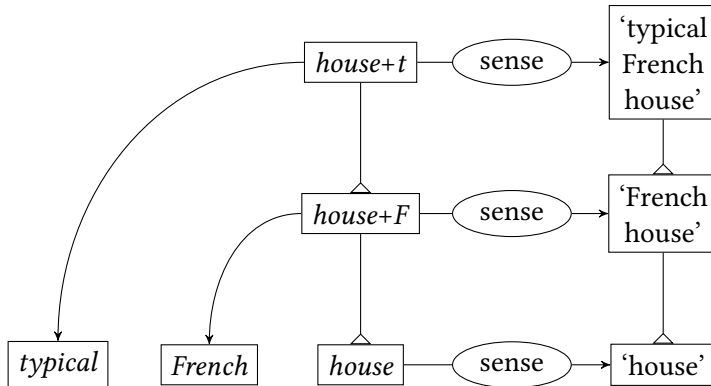 house+t
sense
‘typical
French
house’
house+F
sense
‘French
house’
typical
French
house
sense
‘house’